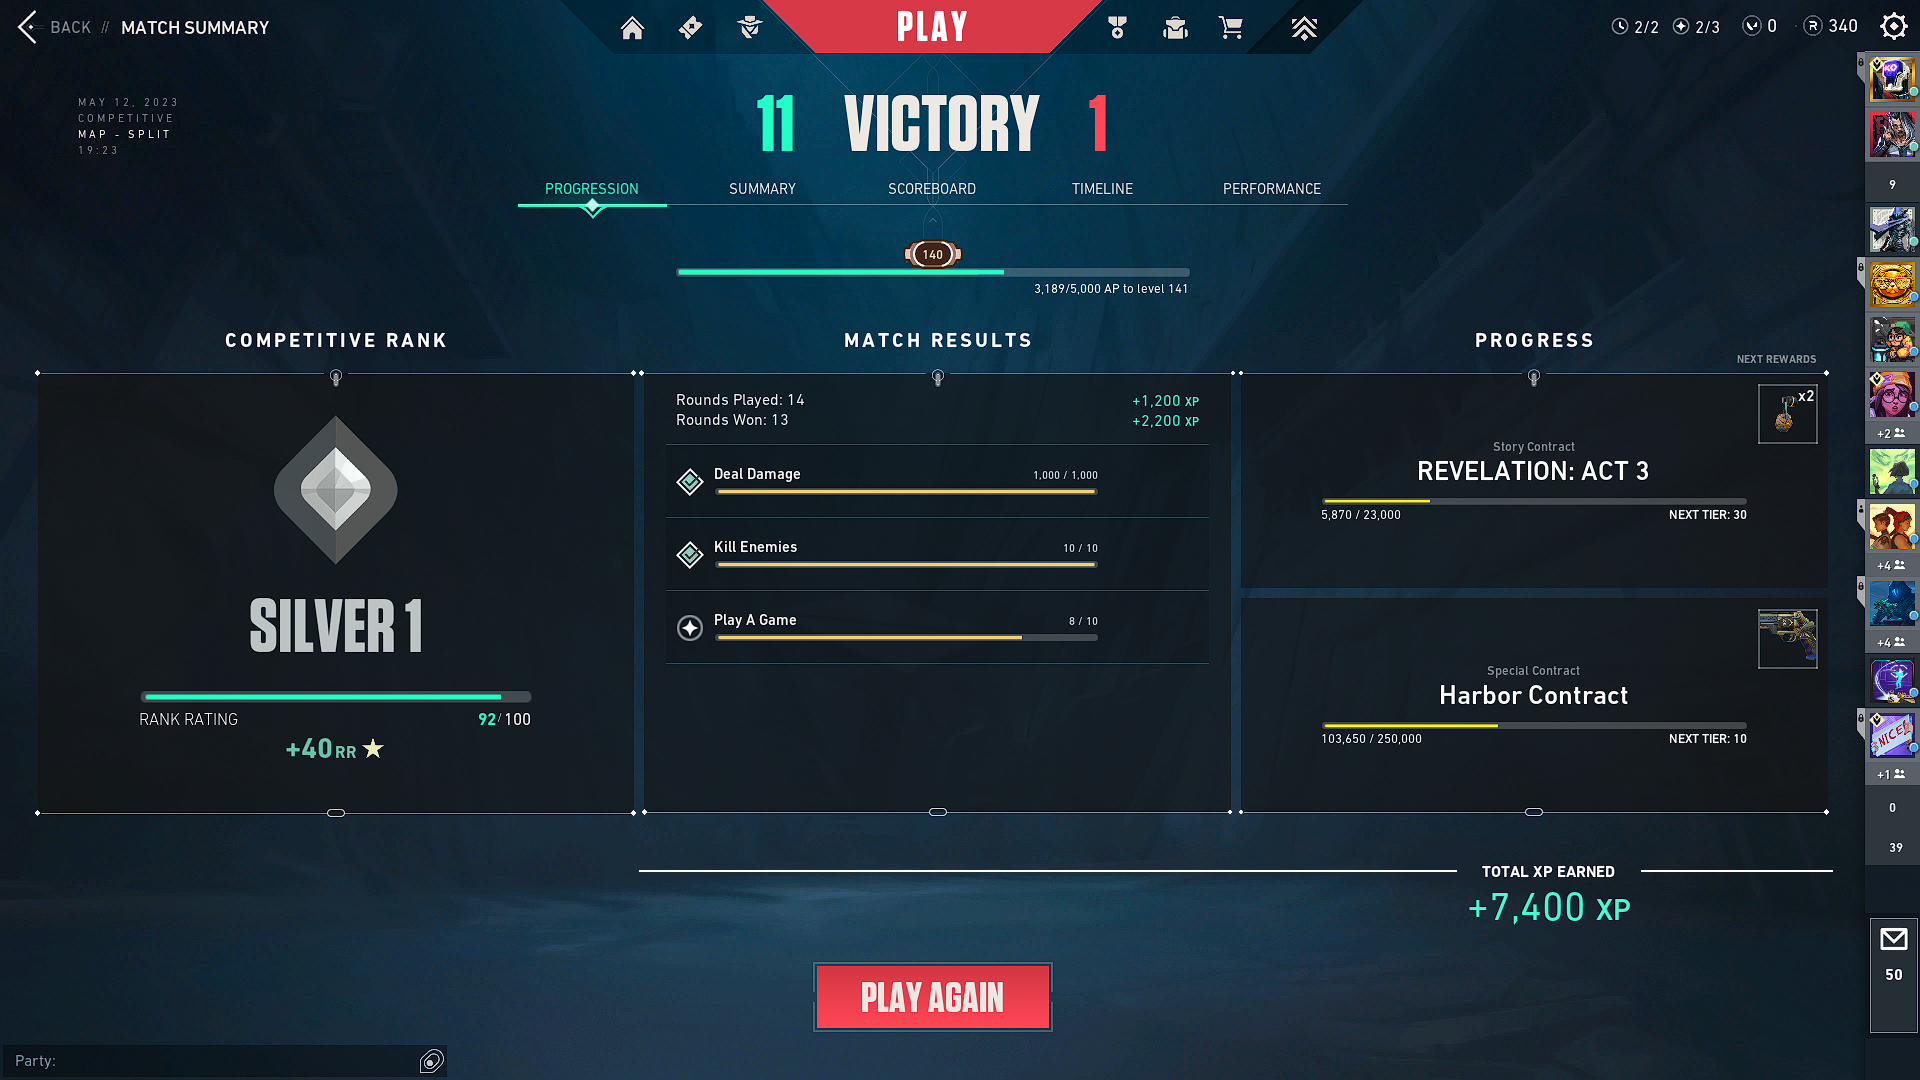 BACK // MATCH SUMMARY
PLAY
2/2 2/3 0 R 340
MAY 12, 2023
COMPETITIVE
MAP - SPLIT
19:23
11 VICTORY 1
PROGRESSION SUMMARY SCOREBOARD TIMELINE PERFORMANCE
140
3,189/5,000 AP to level 141
COMPETITIVE RANK
SILVER 1
RANK RATING 92/100
+40 RR
MATCH RESULTS
Rounds Played: 14 +1,200 XP
Rounds Won: 13 +2,200 XP
Deal Damage 1,000 / 1,000
Kill Enemies 10 / 10
Play A Game 8 / 10
PROGRESS
NEXT REWARDS
x2
Story Contract
REVELATION: ACT 3
5,870 / 23,000 NEXT TIER: 30
Special Contract
Harbor Contract
103,650 / 250,000 NEXT TIER: 10
TOTAL XP EARNED
+7,400 XP
PLAY AGAIN
Party:
9
+2
+4
+4
NICE!
+1
0
39
50